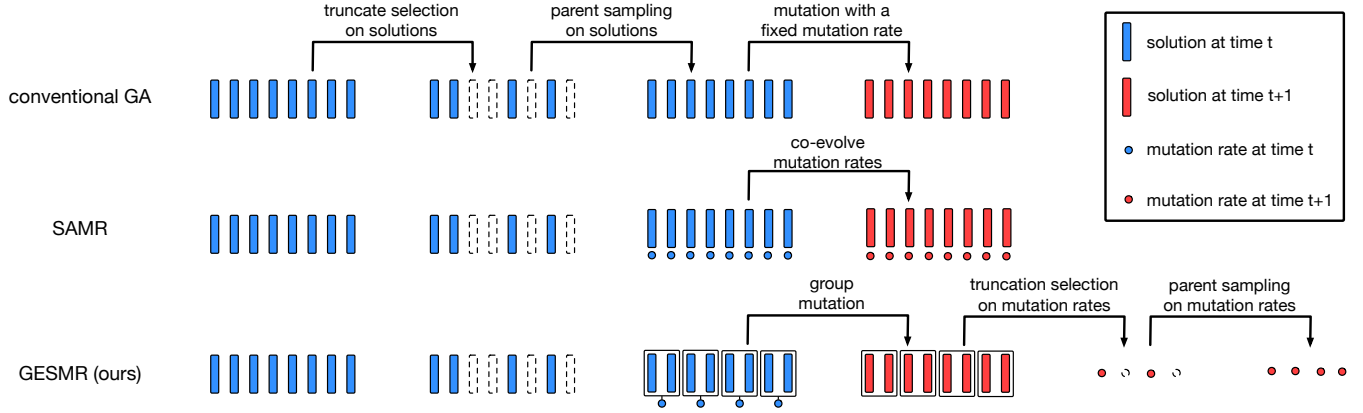 truncate selection
on solutions
parent sampling
on solutions
mutation with a
fixed mutation rate
conventional GA
co-evolve
mutation rates
SAMR
group
mutation
truncation selection
on mutation rates
parent sampling
on mutation rates
GESMR (ours)
solution at time t
solution at time t+1
mutation rate at time t
mutation rate at time t+1